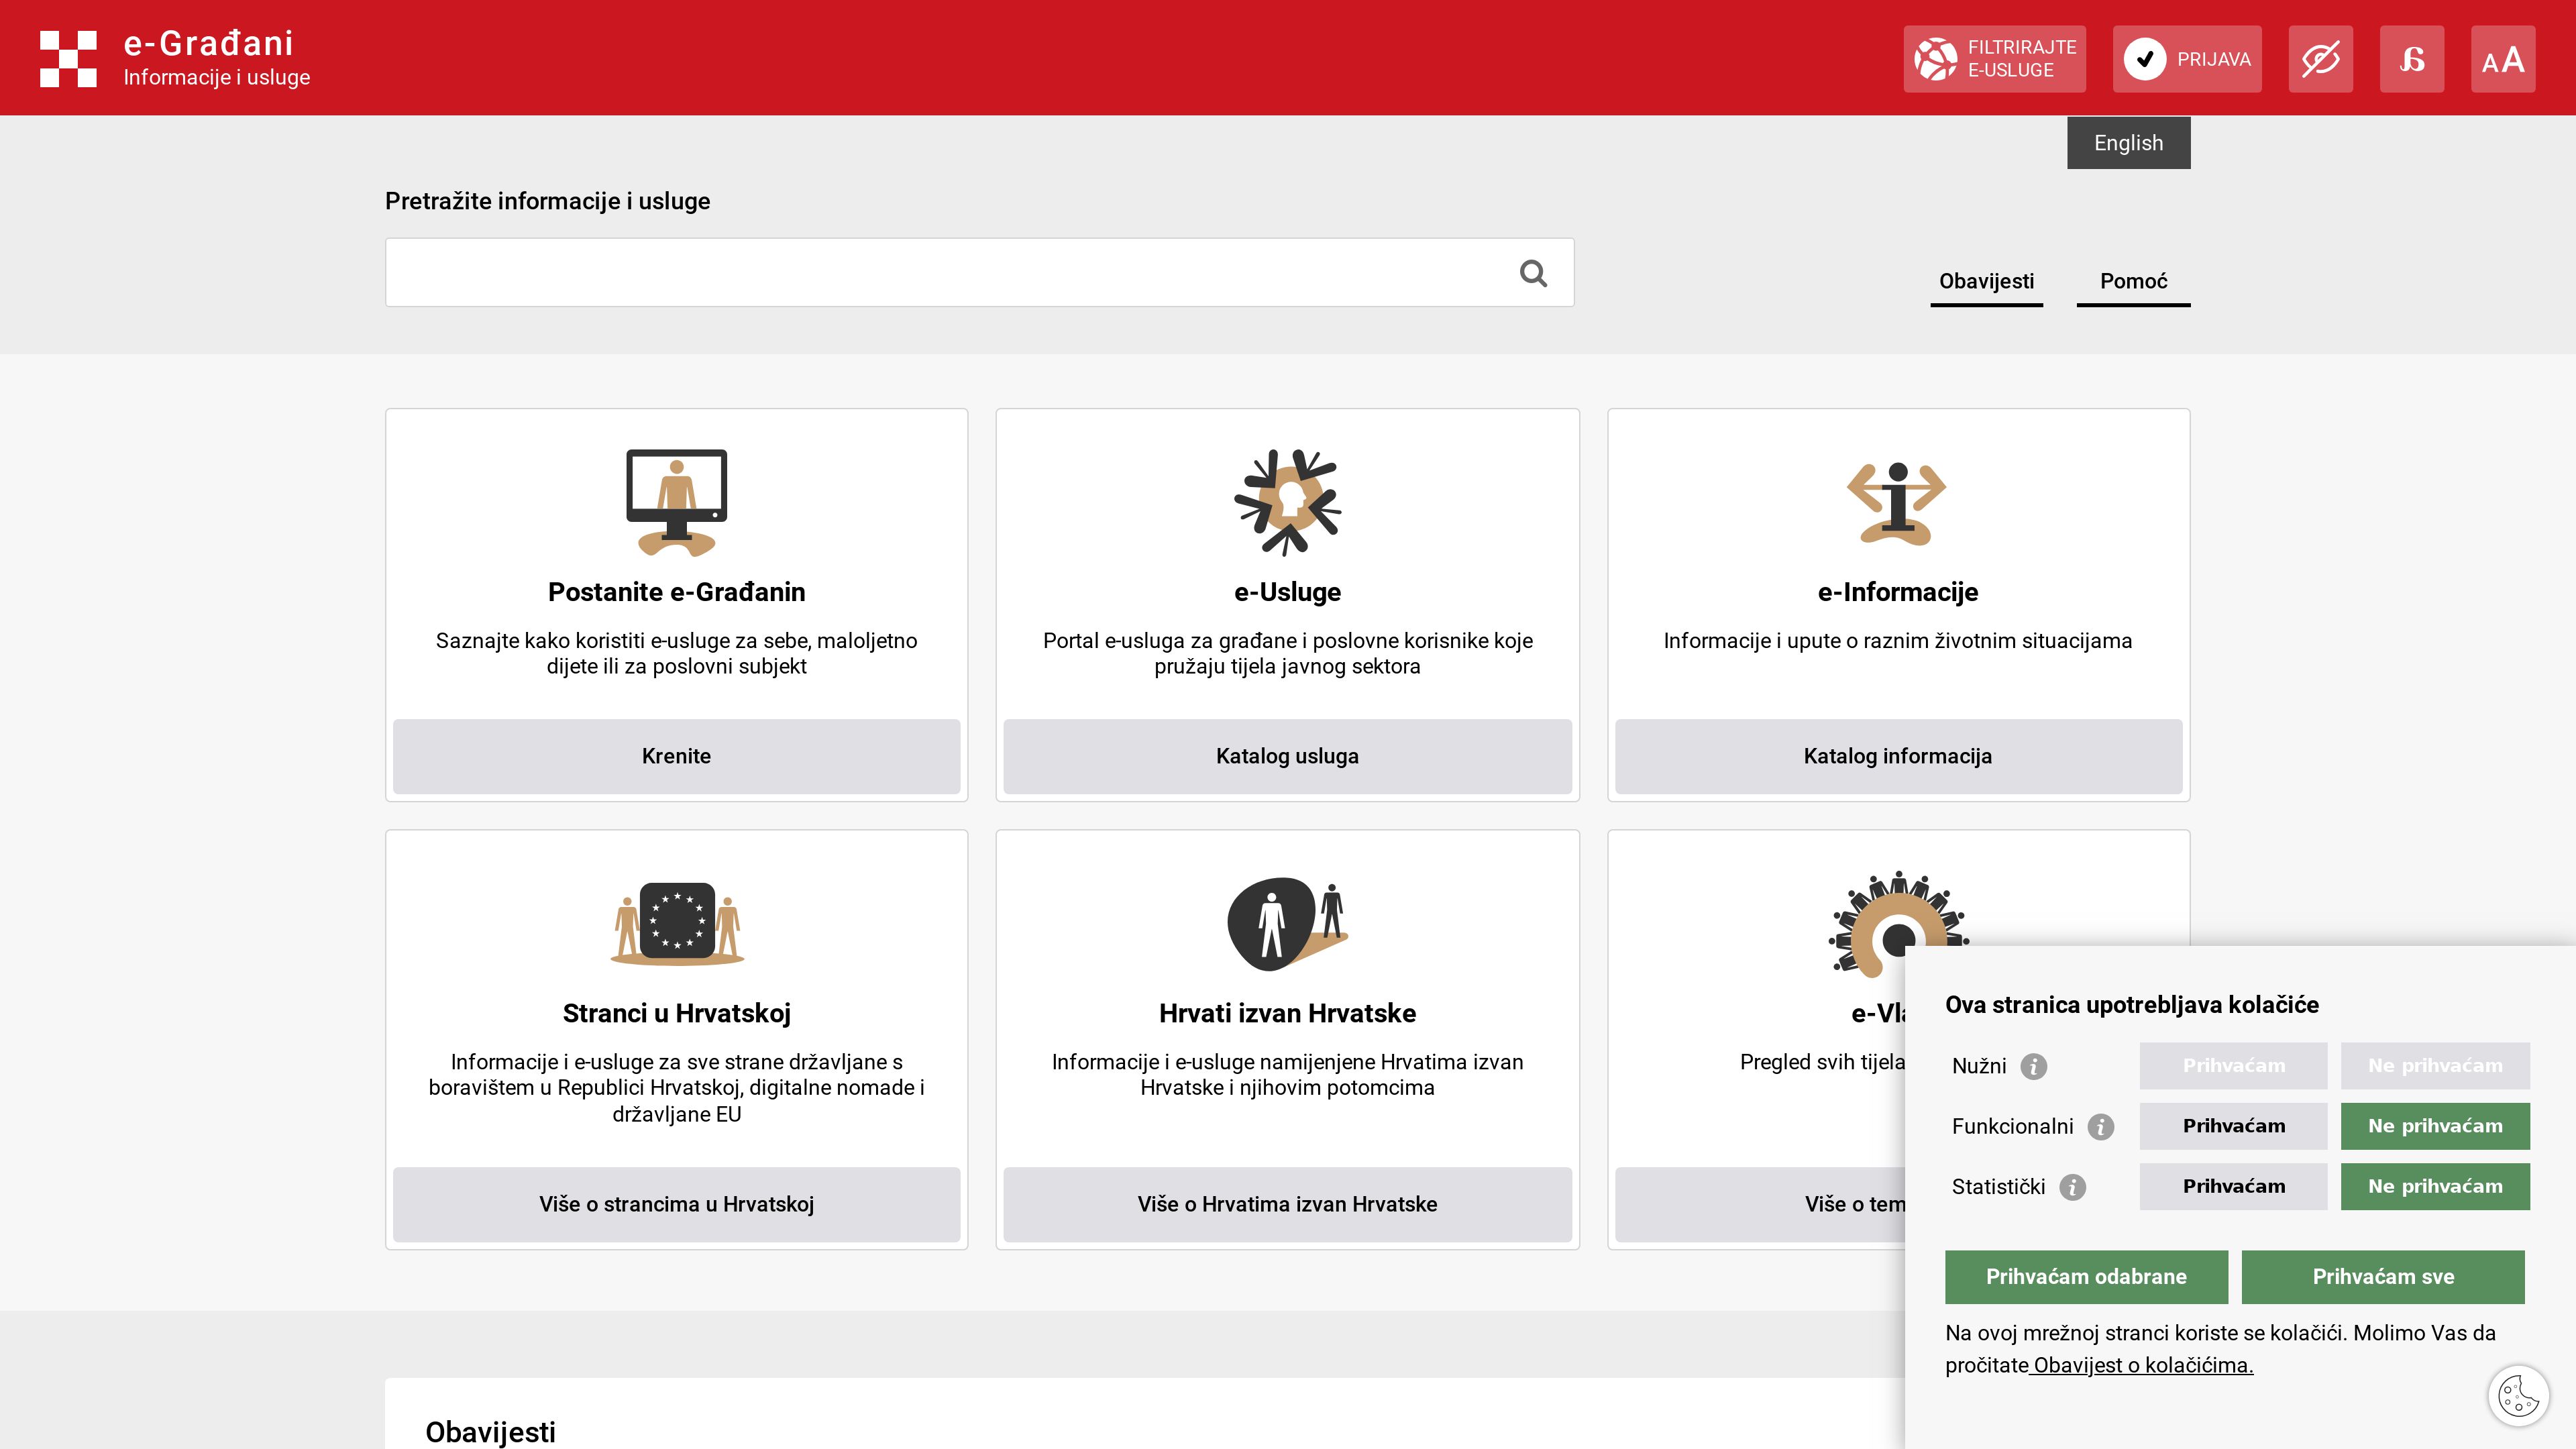 e-Građani
Informacije i usluge
FILTRIRAJTE
E-USLUGE
PRIJAVA
a
AA
English
Pretražite informacije i usluge
Obavijesti
Pomoć
Postanite e-Građanin
Saznajte kako koristiti e-usluge za sebe, maloljetno
dijete ili za poslovni subjekt
Krenite
e-Usluge
Portal e-usluga za građane i poslovne korisnike koje
pružaju tijela javnog sektora
Katalog usluga
e-Informacije
Informacije i upute o raznim životnim situacijama
Katalog informacija
Stranci u Hrvatskoj
Informacije i e-usluge za sve strane državljane s
boravištem u Republici Hrvatskoj, digitalne nomade i
državljane EU
Više o strancima u Hrvatskoj
Hrvati izvan Hrvatske
Informacije i e-usluge namijenjene Hrvatima izvan
Hrvatske i njihovim potomcima
Više o Hrvatima izvan Hrvatske
Pregled svih tijela
Više o
Ova stranica upotrebljava kolačiće
Nužni i Prihvaćam Ne prihvaćam
Funkcionalni i Prihvaćam Ne prihvaćam
Statistički i Prihvaćam Ne prihvaćam
Prihvaćam odabrane
Prihvaćam sve
Na ovoj mrežnoj stranci koriste se kolačići. Molimo Vas da
pročitate Obavijest o kolačićima.
Obavijesti